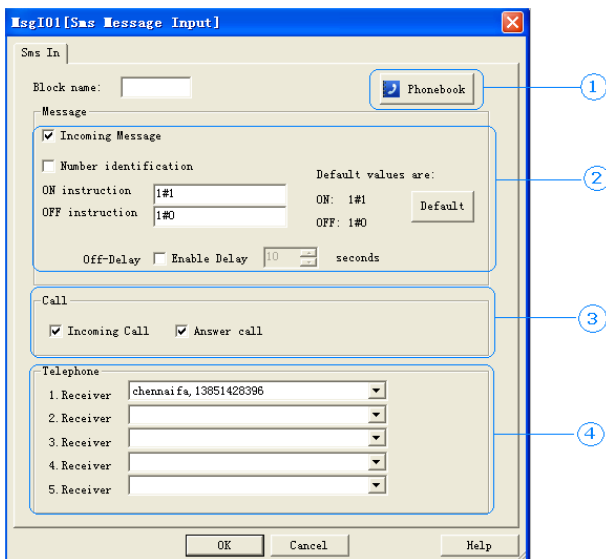 MsgI01[Sms Message Input]
Sms In
Block name:
Phonebook
1
Message
Incoming Message
Number identification
ON instruction 1#1
OFF instruction 1#0
Default values are:
ON: 1#1
OFF: 1#0
Default
2
Off-Delay Enable Delay 10 seconds
Call
Incoming Call Answer call
3
Telephone
1.Receiver chennaifa,13851428396
2.Receiver
3.Receiver
4.Receiver
5.Receiver
4
OK Cancel Help